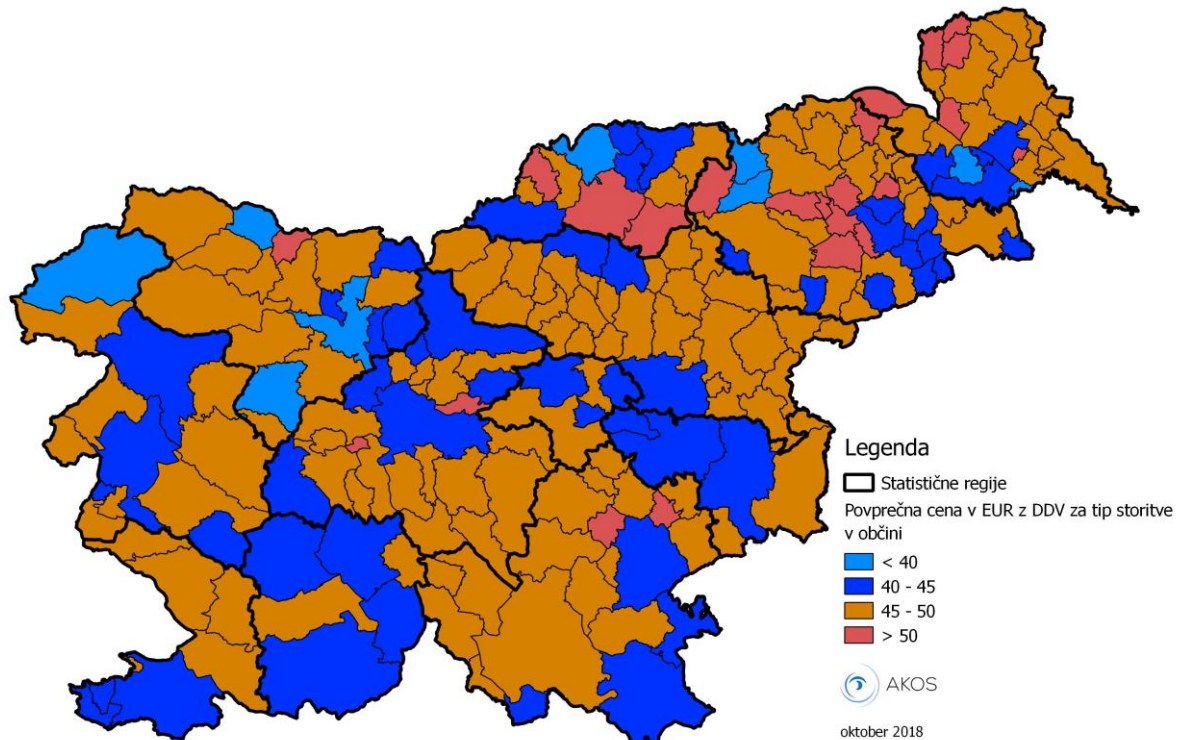 Legenda
Statistične regije
Povprečna cena v EUR z DDV za tip storitve
v občini
< 40
40 - 45
45 - 50
> 50
AKOS
oktober 2018